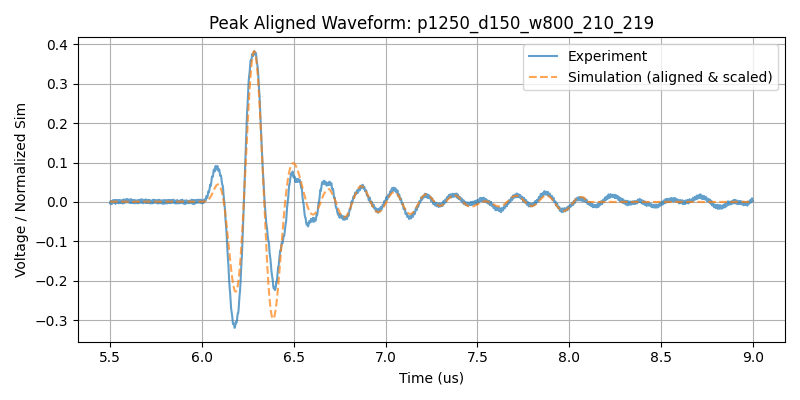 Peak Aligned Waveform: p1250_d150_w800_210_219
Experiment
Simulation (aligned & scaled)
Voltage / Normalized Sim
0.4
0.3
0.2
0.1
0.0
−0.1
−0.2
−0.3
5.5 6.0 6.5 7.0 7.5 8.0 8.5 9.0
Time (us)